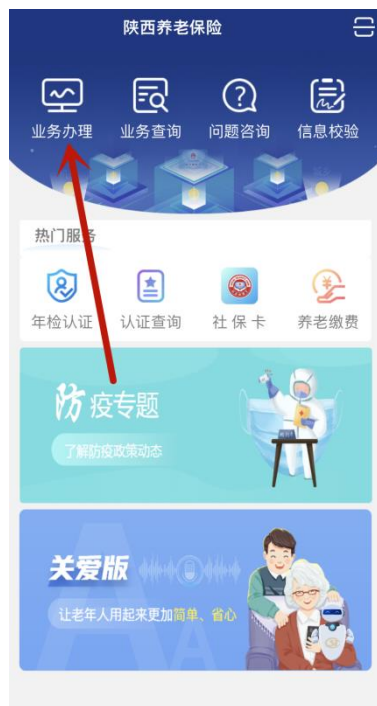 陕西养老保险
业务办理 业务查询 问题咨询 信息校验
热门服务
年检认证 认证查询 社保卡 养老缴费
防疫专题
了解防疫政策动态
关爱版
让老年人用起来更加简单、省心